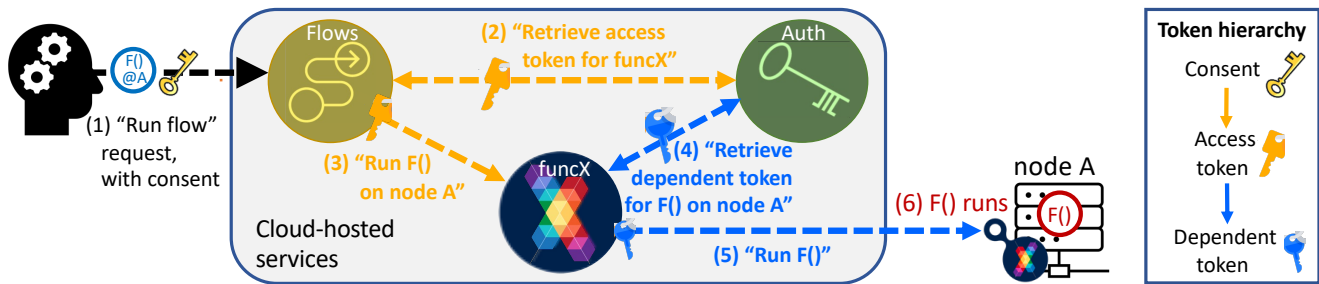 F()
@A
(1) “Run flow”
request,
with consent
Flows
(2) “Retrieve access
token for funcX”
Auth
(3) “Run F()
on node A”
funcX
(4) “Retrieve
dependent token
for F() on node A”
Cloud-hosted
services
(5) “Run F()”
(6) F() runs
node A
F()
Token hierarchy
Consent
Access
token
Dependent
token